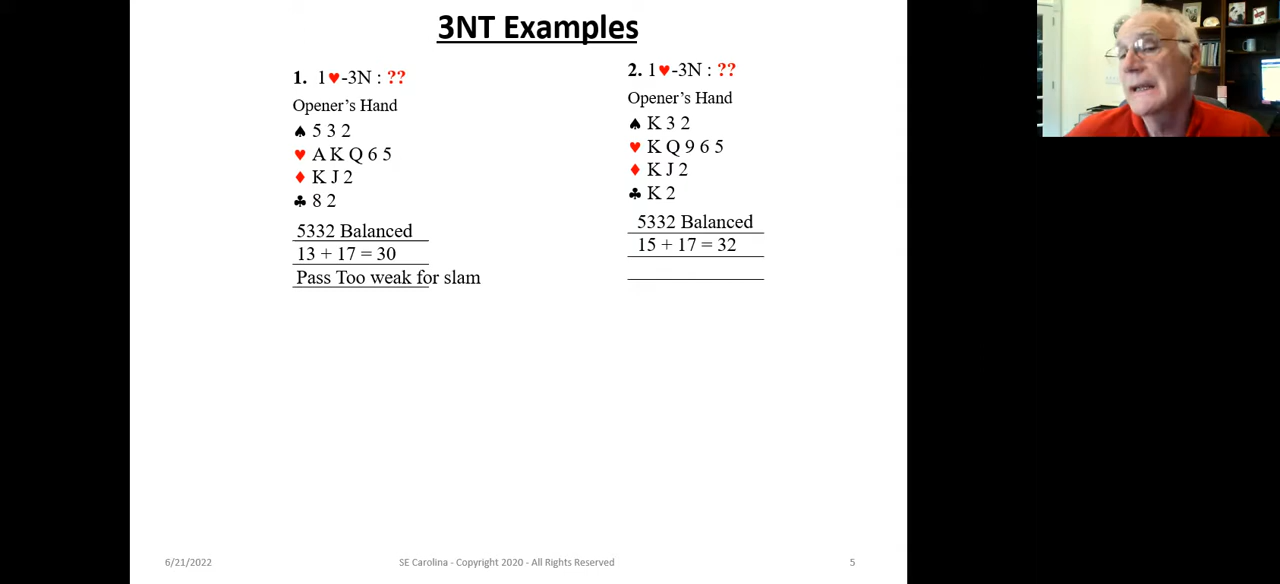 3NT Examples
1. 1♥-3N : ??
Opener's Hand
♠ 5 3 2
♥ A K Q 6 5
♦ K J 2
♣ 8 2
5332 Balanced
13 + 17 = 30
Pass Too weak for slam
2. 1♥-3N : ??
Opener's Hand
♠ K 3 2
♥ K Q 9 6 5
♦ K J 2
♣ K 2
5332 Balanced
15 + 17 = 32
6/21/2022
SE Carolina - Copyright 2020 - All Rights Reserved
5